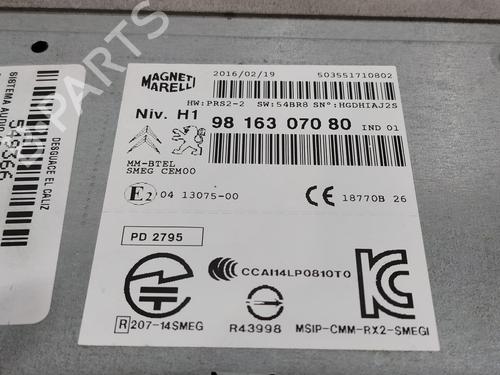 MAGNETI
MARELLI
2016/02/19
503551710802
HW:PRS2-2 SW:54BR8 SNº:HGDHIAJ2S
Niv. H1
98 163 070 80 IND 01
MM-BTEL
SMEG CEM00
E2 04 13075-00
CE 18770B 26
PD 2795
CCAI14LP0810T0
R 207-14SMEG
R43998
MSIP-CMM-RX2-SMEGI
SISTEMA AUDIO
549366
DESGUACE EL CALIZ